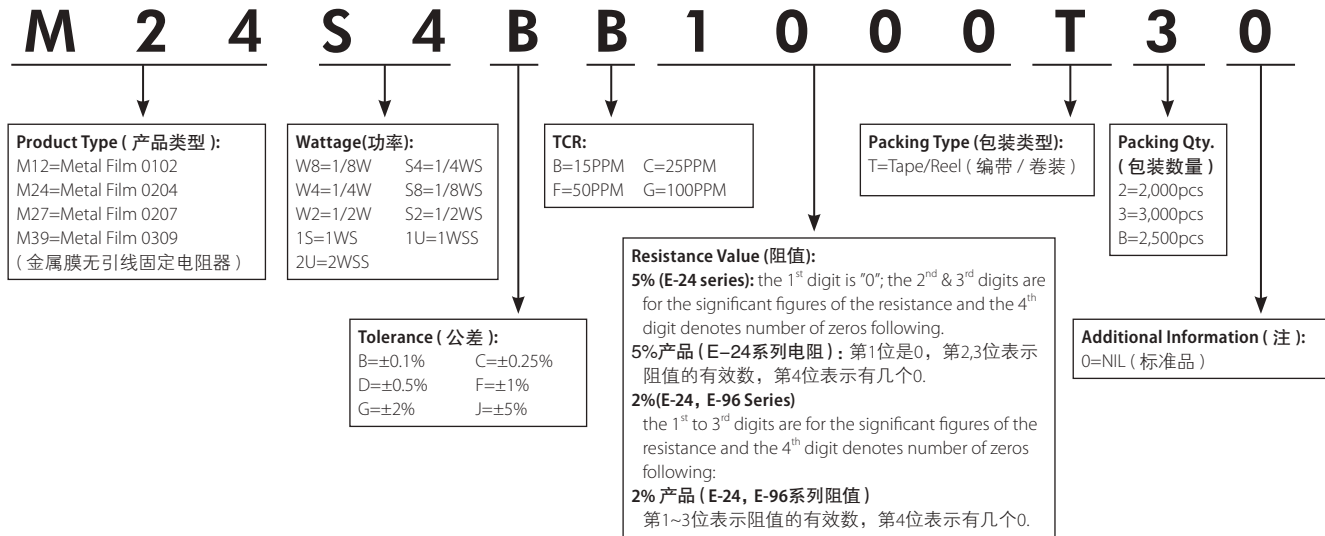 M 2 4 S 4 B B 1 0 0 0 T 3 0
Product Type ( 产品类型 ):
M12=Metal Film 0102
M24=Metal Film 0204
M27=Metal Film 0207
M39=Metal Film 0309
( 金属膜无引线固定电阻器 )
Wattage(功率):
W8=1/8W S4=1/4WS
W4=1/4W S8=1/8WS
W2=1/2W S2=1/2WS
1S=1WS 1U=1WSS
2U=2WSS
Tolerance ( 公差 ):
B=±0.1% C=±0.25%
D=±0.5% F=±1%
G=±2% J=±5%
TCR:
B=15PPM C=25PPM
F=50PPM G=100PPM
Resistance Value (阻值):
5% (E-24 series): the 1st digit is "0"; the 2nd & 3rd digits are
for the significant figures of the resistance and the 4th
digit denotes number of zeros following.
5%产品 ( E–24系列电阻 ) : 第1位是0，第2,3位表示
阻值的有效数，第4位表示有几个0.
2%(E-24, E-96 Series)
the 1st to 3rd digits are for the significant figures of the
resistance and the 4th digit denotes number of zeros
following:
2% 产品 ( E-24, E-96系列阻值 )
第1~3位表示阻值的有效数，第4位表示有几个0.
Packing Type (包装类型):
T=Tape/Reel ( 编带 / 卷装 )
Packing Qty.
( 包装数量 )
2=2,000pcs
3=3,000pcs
B=2,500pcs
Additional Information ( 注 ):
0=NIL ( 标准品 )